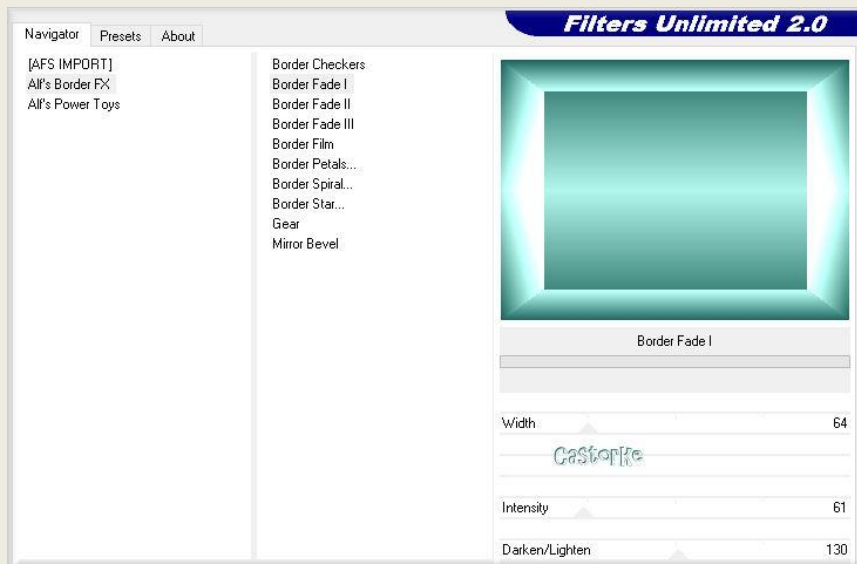 Filters Unlimited 2.0
Navigator Presets About
[AFS IMPORT]
Alf's Border FX
Alf's Power Toys
Border Checkers
Border Fade I
Border Fade II
Border Fade III
Border Film
Border Petals...
Border Spiral...
Border Star...
Gear
Mirror Bevel
Border Fade I
Width 64
CaStorKe
Intensity 61
Darken/Lighten 130